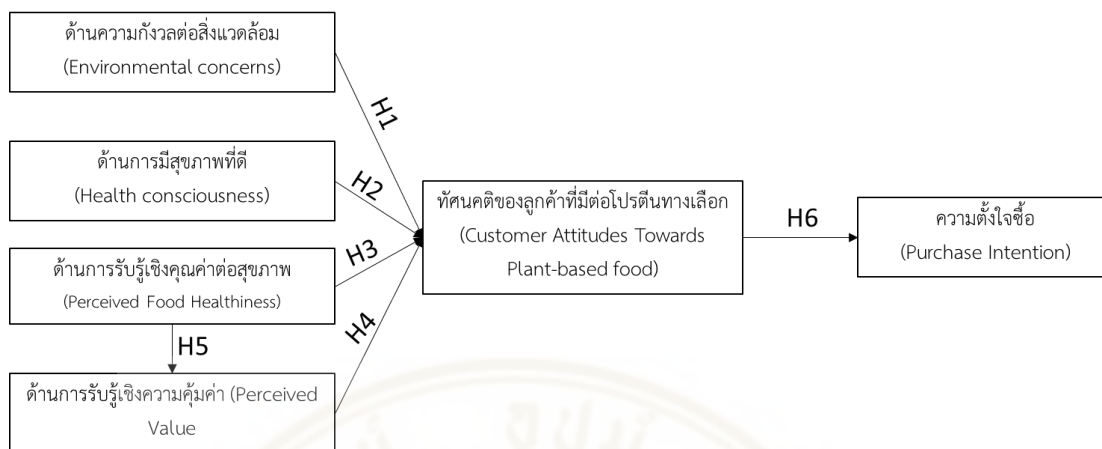 ด้านความกังวลต่อสิ่งแวดล้อม
(Environmental concerns)
H1
ด้านการมีสุขภาพที่ดี
(Health consciousness)
H2
ทัศนคติของลูกค้าที่มีต่อโปรตีนทางเลือก
(Customer Attitudes Towards
Plant-based food)
H6
ความตั้งใจซื้อ
(Purchase Intention)
ด้านการรับรู้เชิงคุณค่าต่อสุขภาพ
(Perceived Food Healthiness)
H3
H4
H5
ด้านการรับรู้เชิงความคุ้มค่า (Perceived
Value